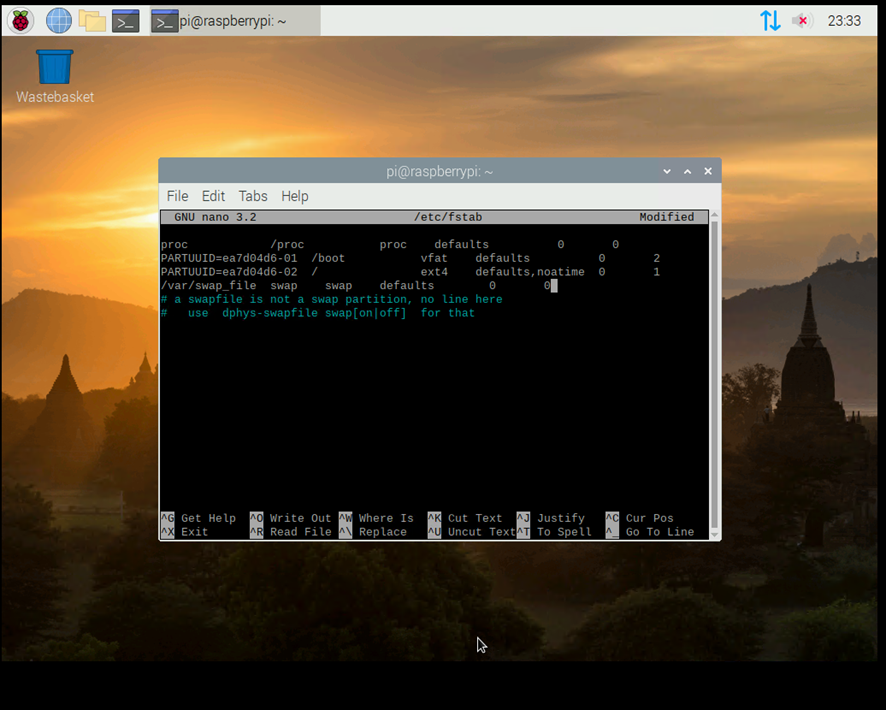 pi@raspberrypi: ~
23:33
Wastebasket
pi@raspberrypi: ~
File Edit Tabs Help
GNU nano 3.2 /etc/fstab Modified
proc /proc proc defaults 0 0
PARTUUID=ea7d04d6-01 /boot vfat defaults 0 2
PARTUUID=ea7d04d6-02 / ext4 defaults,noatime 0 1
/var/swap_file swap swap defaults 0 0
# a swapfile is not a swap partition, no line here
# use dphys-swapfile swap[on|off] for that
^G Get Help ^O Write Out ^W Where Is ^K Cut Text ^J Justify ^C Cur Pos
^X Exit ^R Read File ^\ Replace ^U Uncut Text ^T To Spell ^_ Go To Line